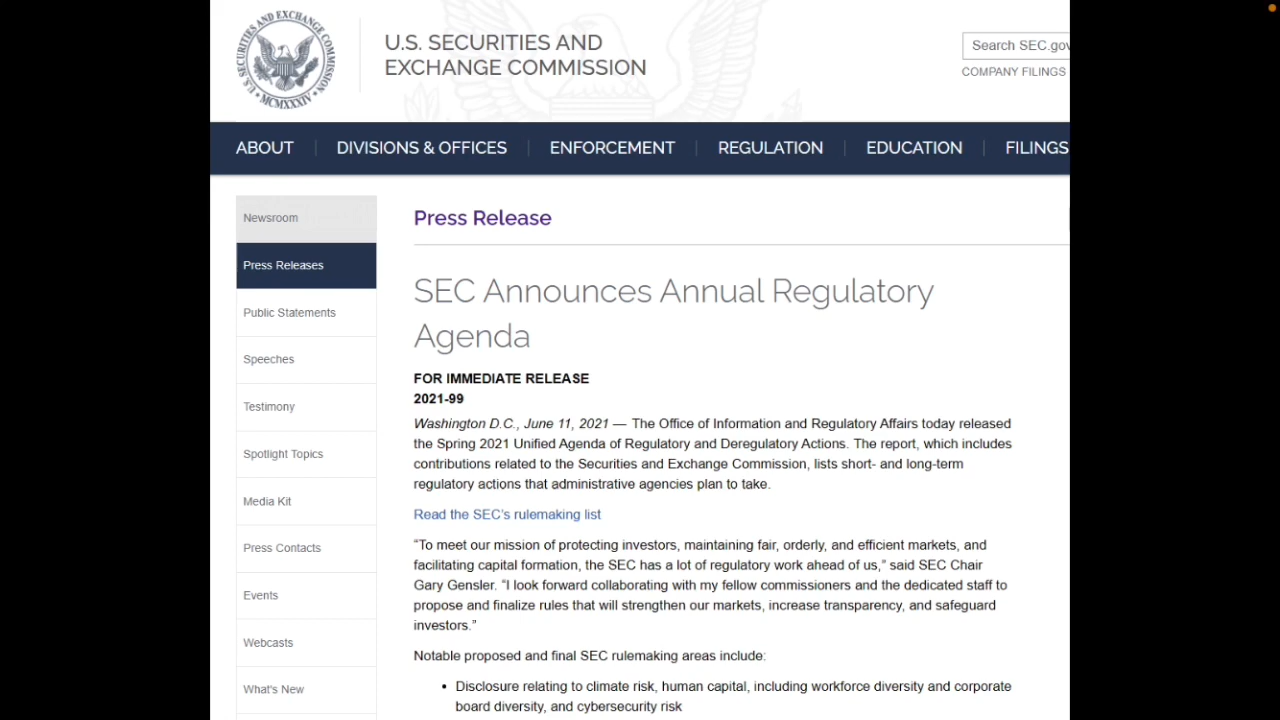 U.S. SECURITIES AND EXCHANGE COMMISSION
MCMXXXIV
U.S. SECURITIES AND
EXCHANGE COMMISSION
Search SEC.gov
COMPANY FILINGS
ABOUT
DIVISIONS & OFFICES
ENFORCEMENT
REGULATION
EDUCATION
FILINGS
Newsroom
Press Releases
Public Statements
Speeches
Testimony
Spotlight Topics
Media Kit
Press Contacts
Events
Webcasts
What's New
Press Release
SEC Announces Annual Regulatory
Agenda
FOR IMMEDIATE RELEASE
2021-99
Washington D.C., June 11, 2021 — The Office of Information and Regulatory Affairs today released
the Spring 2021 Unified Agenda of Regulatory and Deregulatory Actions. The report, which includes
contributions related to the Securities and Exchange Commission, lists short- and long-term
regulatory actions that administrative agencies plan to take.
Read the SEC’s rulemaking list
“To meet our mission of protecting investors, maintaining fair, orderly, and efficient markets, and
facilitating capital formation, the SEC has a lot of regulatory work ahead of us,” said SEC Chair
Gary Gensler. “I look forward collaborating with my fellow commissioners and the dedicated staff to
propose and finalize rules that will strengthen our markets, increase transparency, and safeguard
investors.”
Notable proposed and final SEC rulemaking areas include:
• Disclosure relating to climate risk, human capital, including workforce diversity and corporate
board diversity, and cybersecurity risk